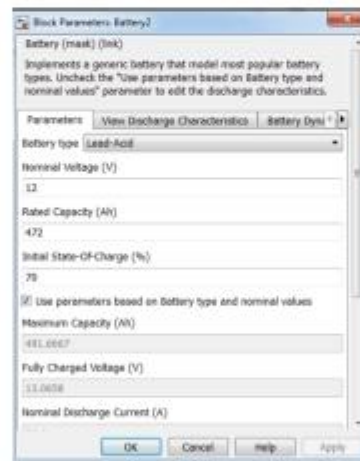 Block Parameters: Battery2
Battery (mask) (link)
Implements a generic battery that model most popular battery
types. Uncheck the "Use parameters based on Battery type and
nominal values" parameter to edit the discharge characteristics.
Parameters View Discharge Characteristics Battery Dyn
Battery type Lead-Acid
Nominal Voltage (V)
12
Rated Capacity (Ah)
472
Initial State-Of-Charge (%)
70
Use parameters based on Battery type and nominal values
Maximum Capacity (Ah)
491.6667
Fully Charged Voltage (V)
13.0658
Nominal Discharge Current (A)
OK Cancel Help Apply